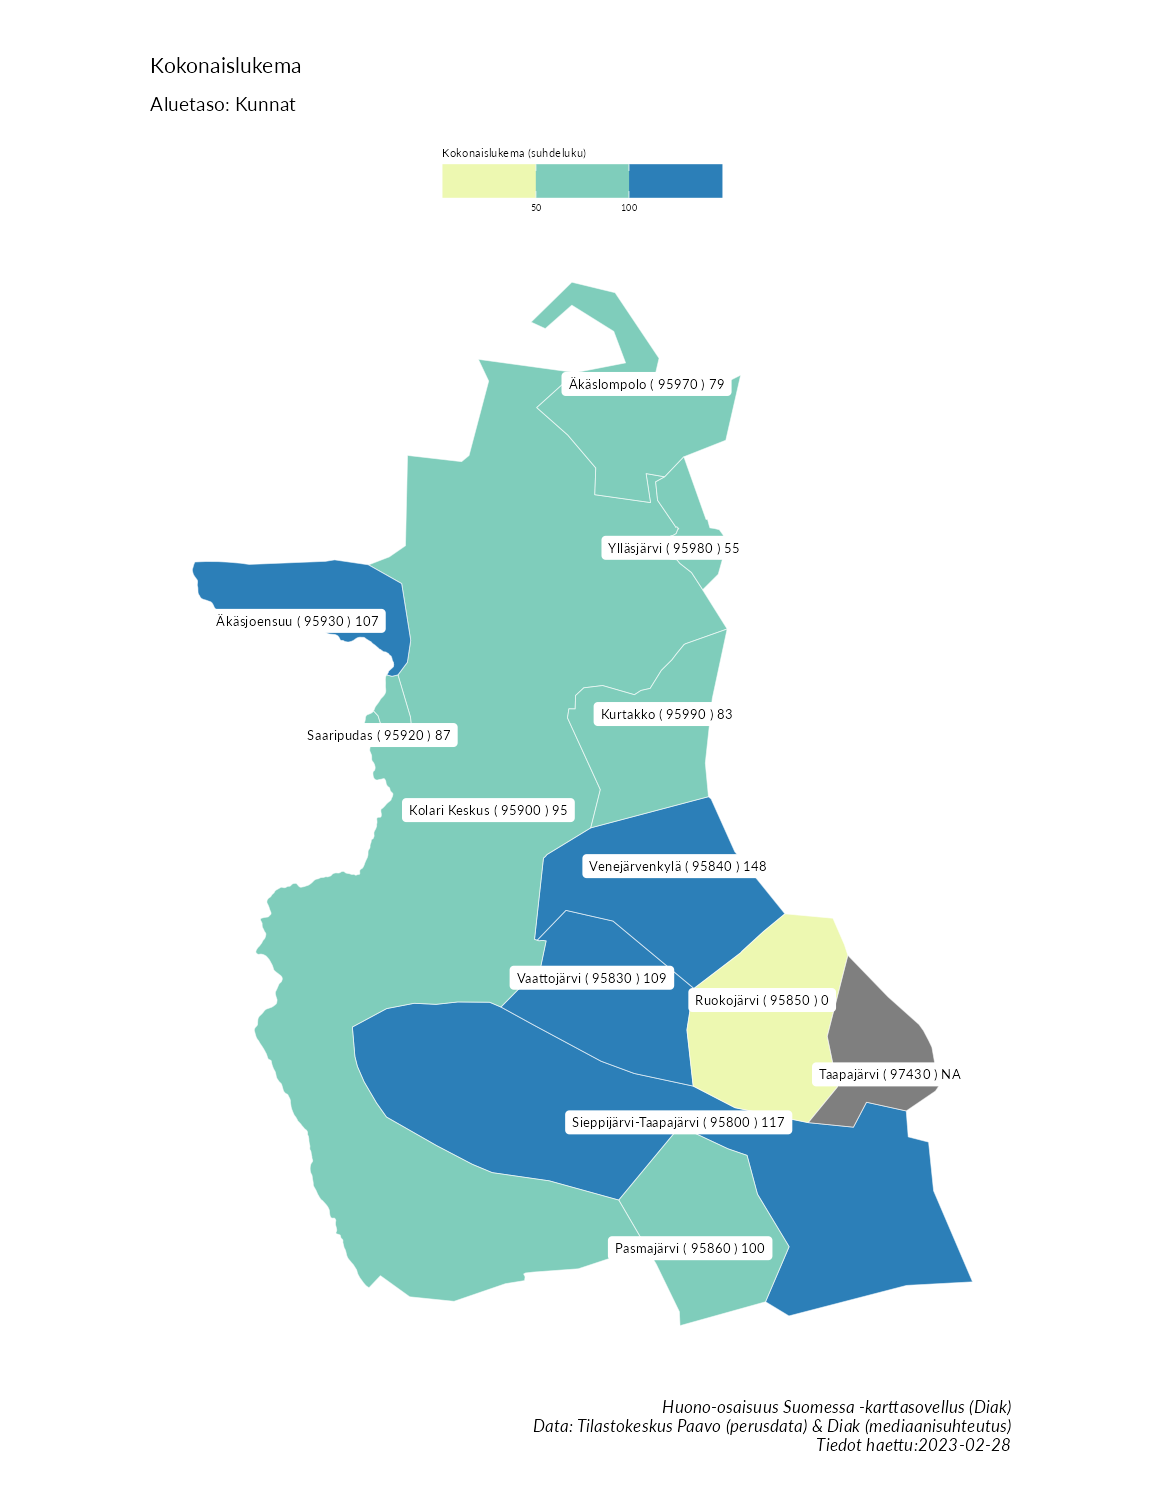 Kokonaislukema
Aluetaso: Kunnat
Kokonaislukema (suhdeluku)
50 100
Äkäslompolo ( 95970 ) 79
Ylläsjärvi ( 95980 ) 55
Äkäsjoensuu ( 95930 ) 107
Kurtakko ( 95990 ) 83
Saaripudas ( 95920 ) 87
Kolari Keskus ( 95900 ) 95
Venejärvenkylä ( 95840 ) 148
Vaattojärvi ( 95830 ) 109
Ruokojärvi ( 95850 ) 0
Taapajärvi ( 97430 ) NA
Sieppijärvi-Taapajärvi ( 95800 ) 117
Pasmajärvi ( 95860 ) 100
Huono-osaisuus Suomessa -karttasovellus (Diak)
Data: Tilastokeskus Paavo (perusdata) & Diak (mediaanisuhteutus)
Tiedot haettu:2023-02-28